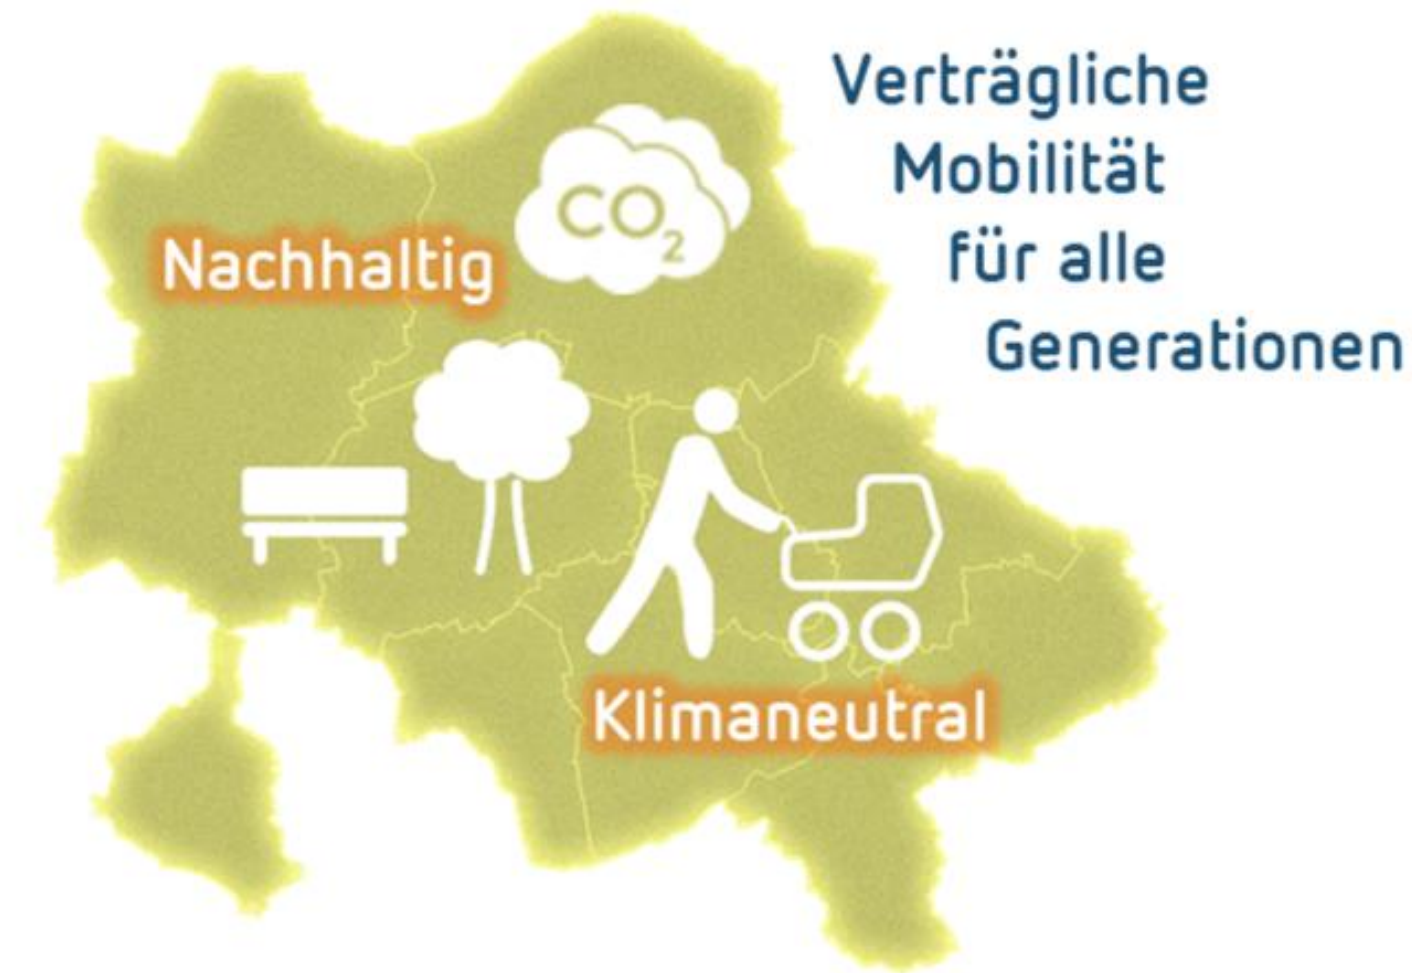 Verträgliche
Mobilität
für alle
Generationen
CO₂
Nachhaltig
Klimaneutral